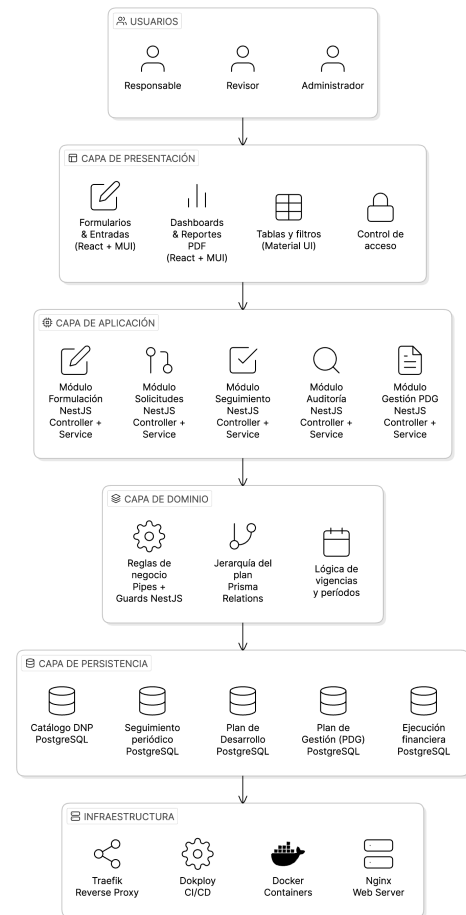 USUARIOS
Responsable
Revisor
Administrador
CAPA DE PRESENTACIÓN
Formularios
& Entradas
(React + MUI)
Dashboards
& Reportes
PDF
(React + MUI)
Tablas y filtros
(Material UI)
Control de
acceso
CAPA DE APLICACIÓN
Módulo
Formulación
NestJS
Controller +
Service
Módulo
Solicitudes
NestJS
Controller +
Service
Módulo
Seguimiento
NestJS
Controller +
Service
Módulo
Auditoría
NestJS
Controller +
Service
Módulo
Gestión PDG
NestJS
Controller +
Service
CAPA DE DOMINIO
Reglas de
negocio
Pipes +
Guards NestJS
Jerarquía del
plan
Prisma
Relations
Lógica de
vigencias
y períodos
CAPA DE PERSISTENCIA
Catálogo DNP
PostgreSQL
Seguimiento
periódico
PostgreSQL
Plan de
Desarrollo
PostgreSQL
Plan de
Gestión (PDG)
PostgreSQL
Ejecución
financiera
PostgreSQL
INFRAESTRUCTURA
Traefik
Reverse Proxy
Dokploy
CI/CD
Docker
Containers
Nginx
Web Server